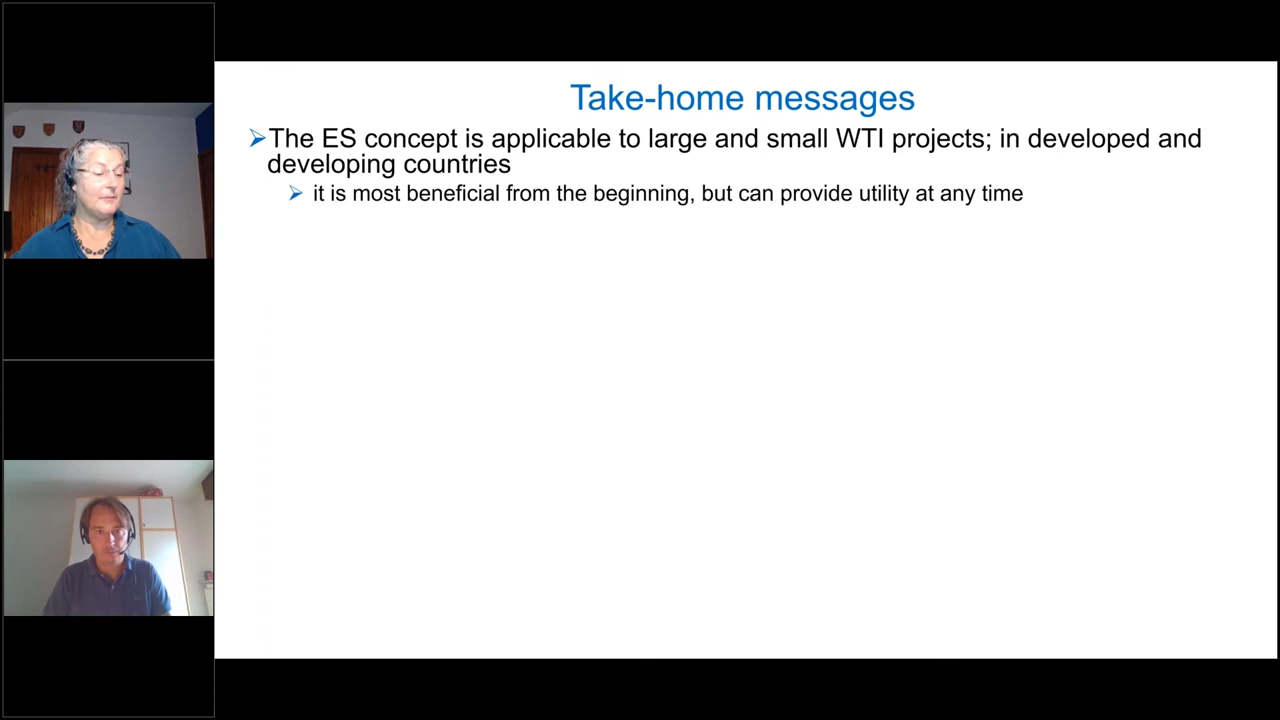 Take-home messages
The ES concept is applicable to large and small WTI projects; in developed and
developing countries
it is most beneficial from the beginning, but can provide utility at any time